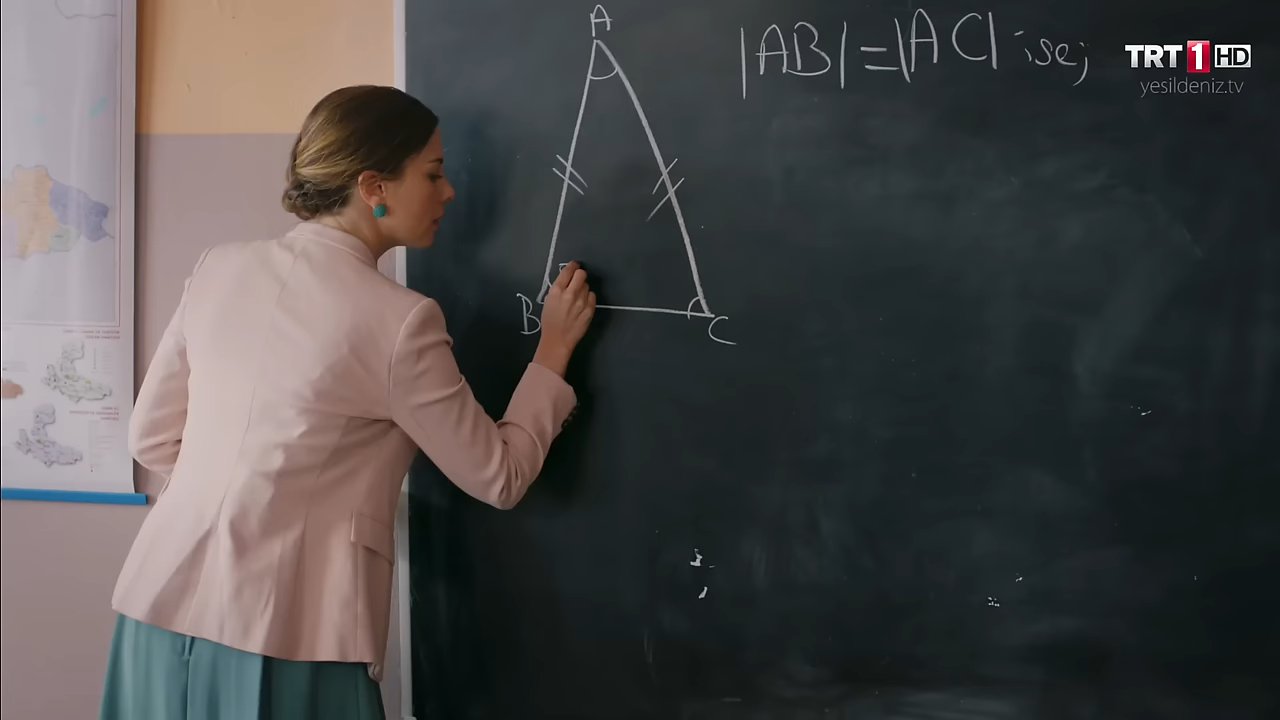 A
|AB|=|AC| ise;
TRT 1 HD
yesildeniz.tv
B
C